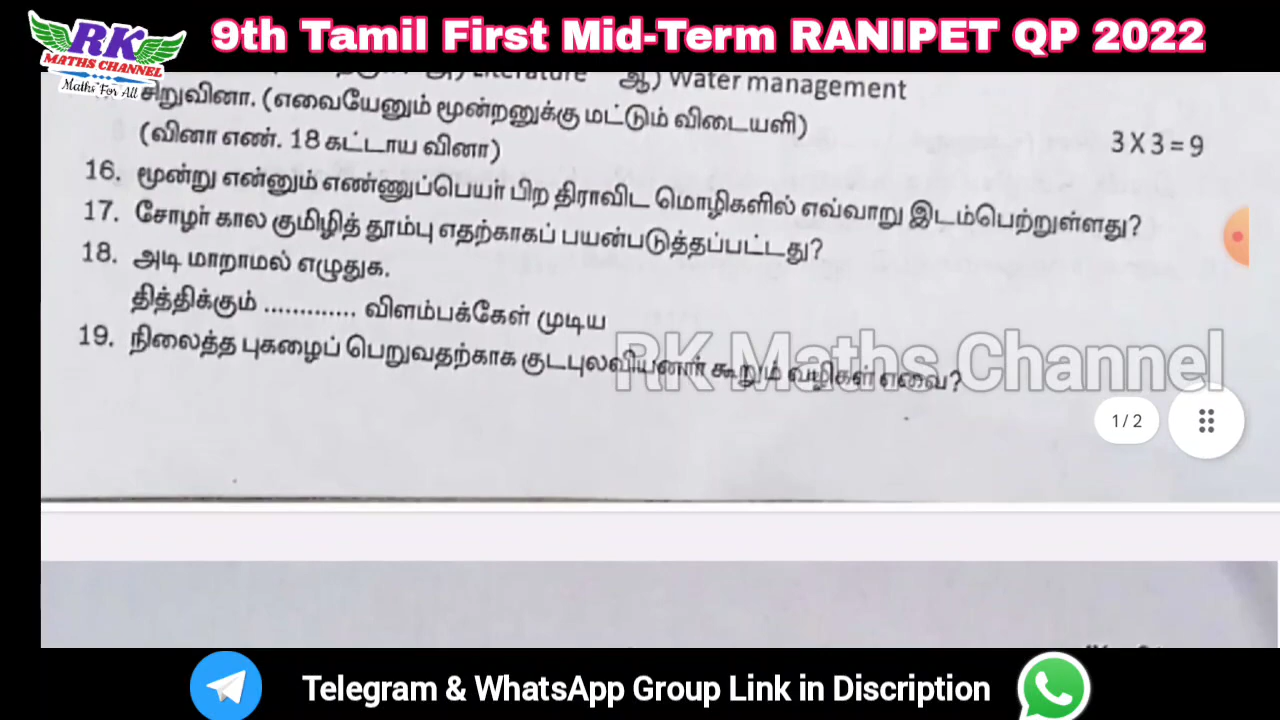 9th Tamil First Mid-Term RANIPET QP 2022
RK
MATHS CHANNEL
Maths For All
அ) Literature ஆ) Water management
சிறுவினா. (எவையேனும் மூன்றனுக்கு மட்டும் விடையளி)
(வினா எண். 18 கட்டாய வினா)
3 X 3 = 9
16. மூன்று என்னும் எண்ணுப்பெயர் பிற திராவிட மொழிகளில் எவ்வாறு இடம்பெற்றுள்ளது?
17. சோழர் கால குமிழித் தூம்பு எதற்காகப் பயன்படுத்தப்பட்டது?
18. அடி மாறாமல் எழுதுக.
தித்திக்கும் ............. விளம்பக்கேள் முடிய
19. நிலைத்த புகழைப் பெறுவதற்காக குடபுலவியனார் கூறும் வழிகள் எவை?
RK Maths Channel
1 / 2
Telegram & WhatsApp Group Link in Discription